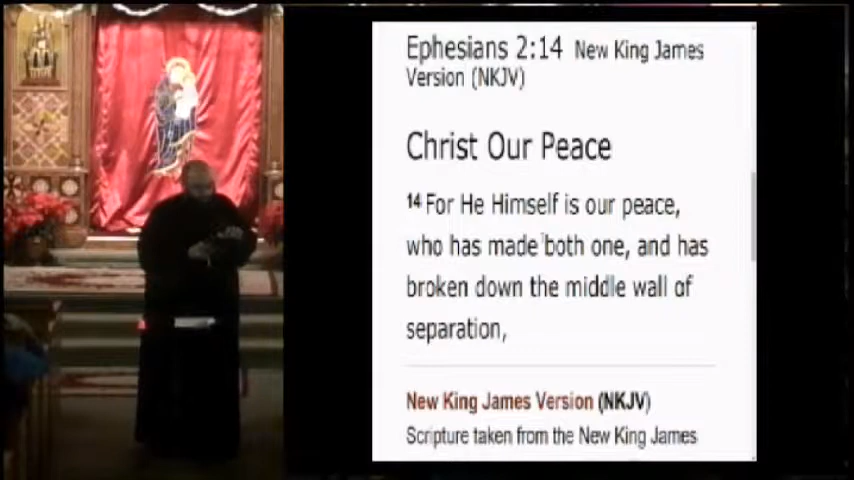 Ephesians 2:14 New King James
Version (NKJV)
Christ Our Peace
14 For He Himself is our peace,
who has made both one, and has
broken down the middle wall of
separation,
New King James Version (NKJV)
Scripture taken from the New King James